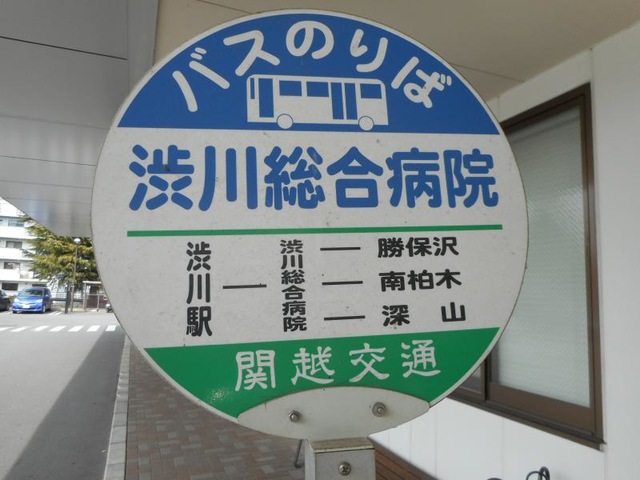 バスのりば
渋川総合病院
渋川駅 — 渋川総合病院 — 勝保沢
— 南柏木
— 深山
関越交通